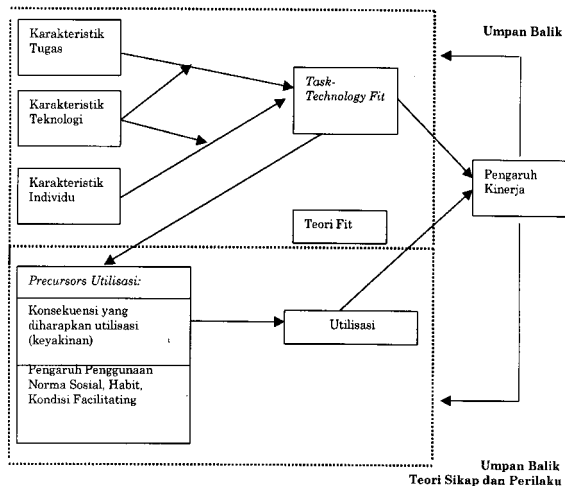 Karakteristik
Tugas
Umpan Balik
Task-
Technology Fit
Karakteristik
Teknologi
Pengaruh
Kinerja
Karakteristik
Individu
Teori Fit
Precursors Utilisasi:
Konsekuensi yang
diharapkan utilisasi
(keyakinan)
Utilisasi
Pengaruh Penggunaan
Norma Sosial, Habit,
Kondisi Facilitating
Umpan Balik
Teori Sikap dan Perilaku